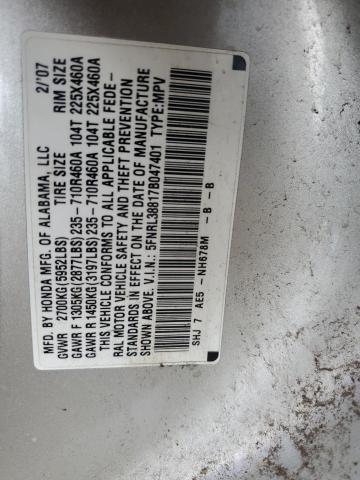 MFD. BY HONDA MFG. OF ALABAMA, LLC 2/'07
GVWR 2700KG(5952LBS) TIRE SIZE RIM SIZE
GAWR F 1305KG(2877LBS) 235-710R460A 104T 225X460A
GAWR R 1450KG(3197LBS) 235-710R460A 104T 225X460A
THIS VEHICLE CONFORMS TO ALL APPLICABLE FEDE-
RAL MOTOR VEHICLE SAFETY AND THEFT PREVENTION
STANDARDS IN EFFECT ON THE DATE OF MANUFACTURE
SHOWN ABOVE. V.I.N.: 5FNRL38817B047401 TYPE:MPV
SHJ 7 AE5 -NH678M -B -B